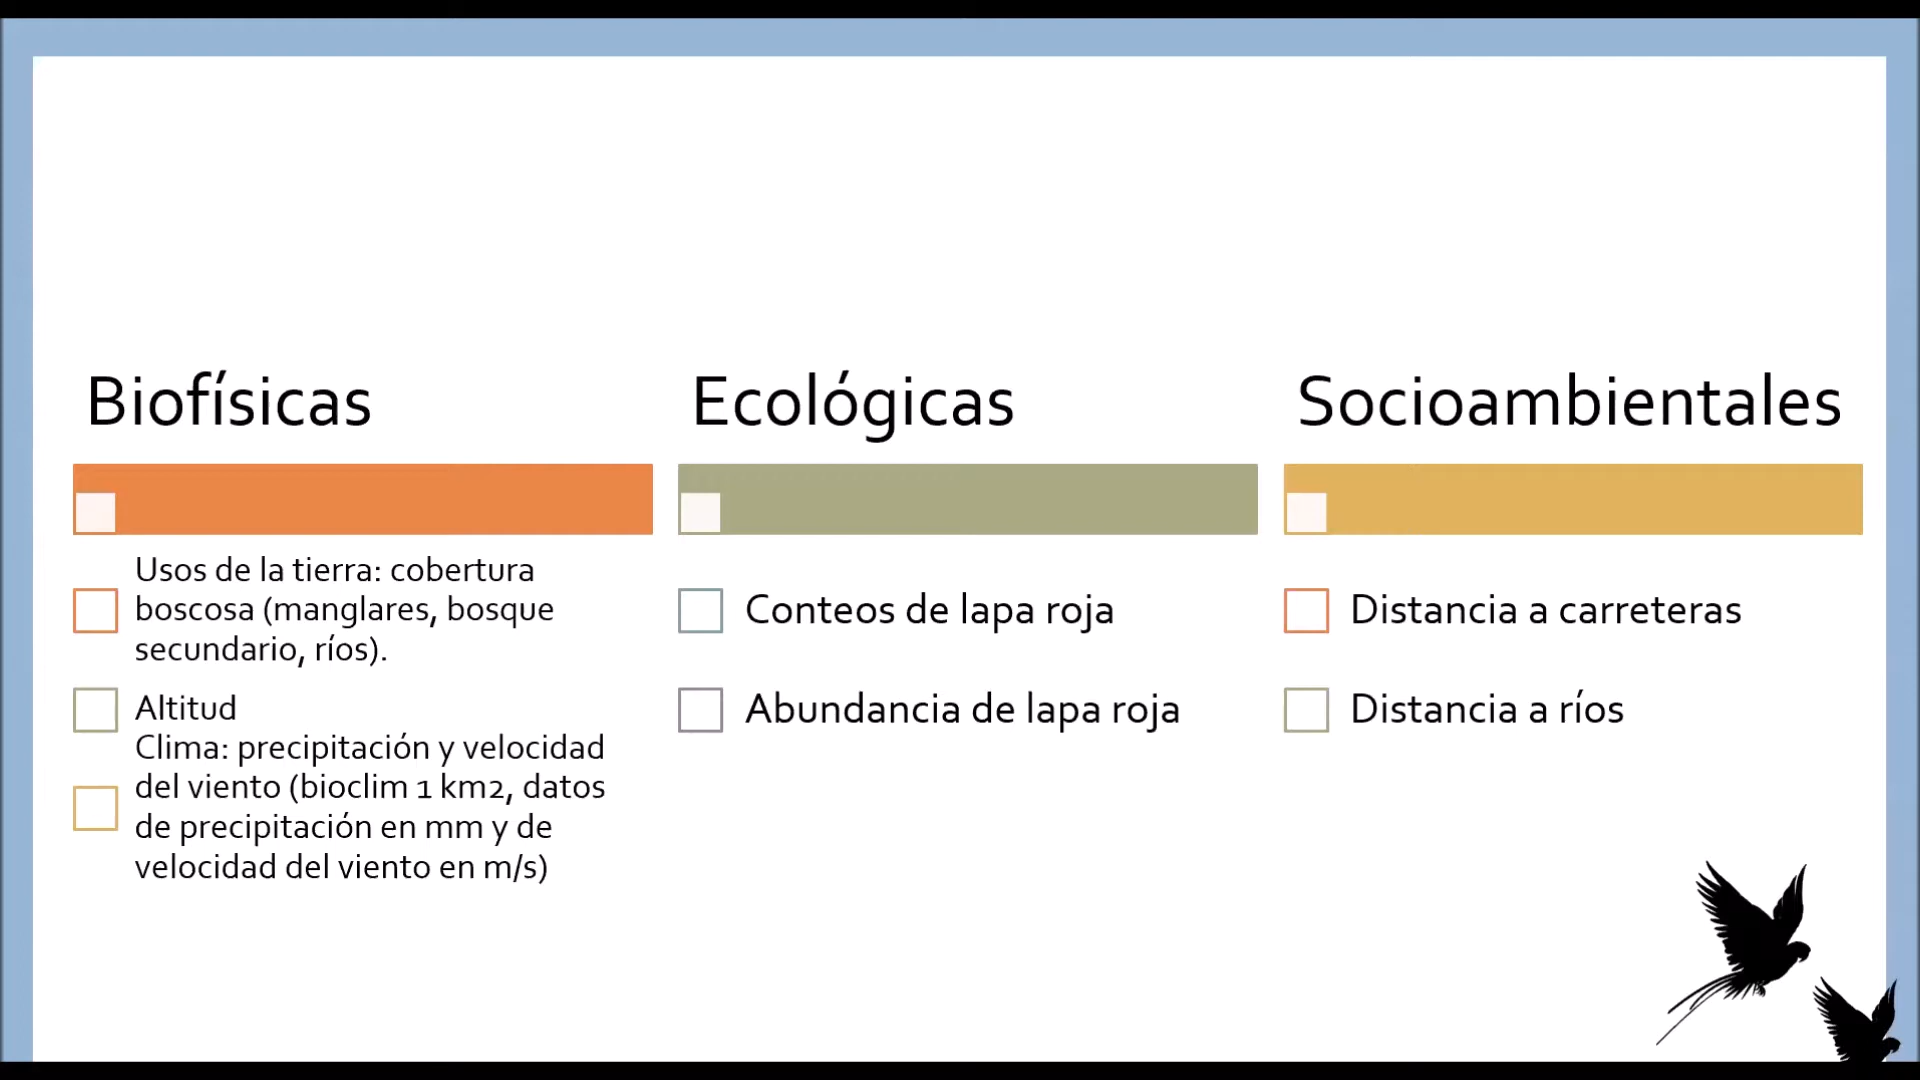 Biofísicas
Usos de la tierra: cobertura
boscosa (manglares, bosque
secundario, ríos).
Altitud
Clima: precipitación y velocidad
del viento (bioclim 1 km2, datos
de precipitación en mm y de
velocidad del viento en m/s)
Ecológicas
Conteos de lapa roja
Abundancia de lapa roja
Socioambientales
Distancia a carreteras
Distancia a ríos